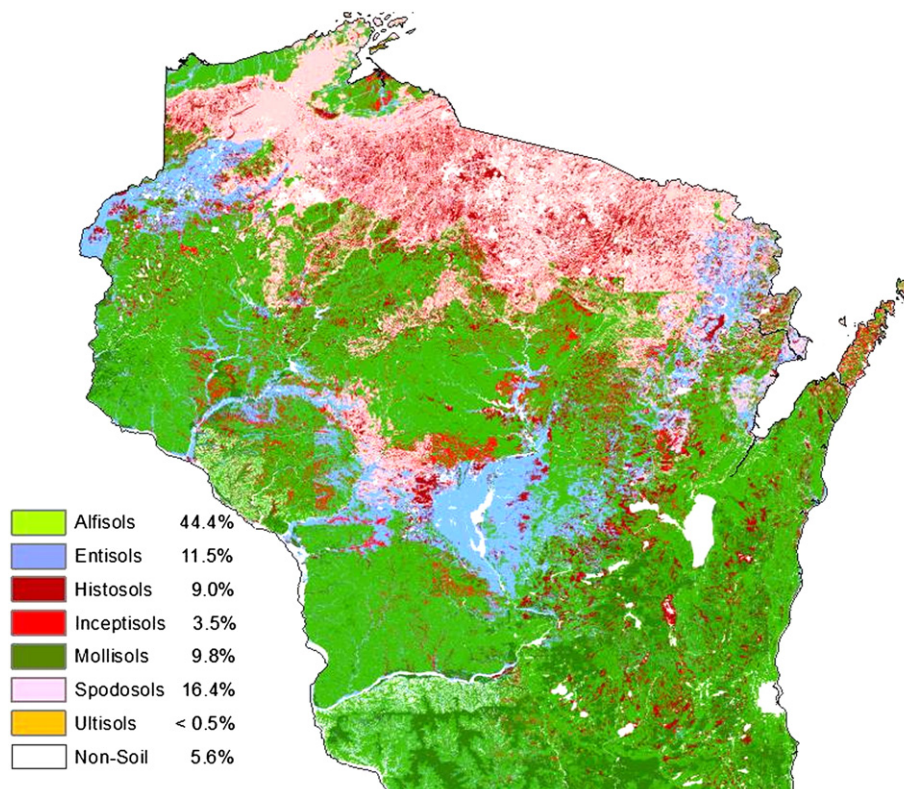 Alfisols 44.4%
Entisols 11.5%
Histosols 9.0%
Inceptisols 3.5%
Mollisols 9.8%
Spodosols 16.4%
Ultisols < 0.5%
Non-Soil 5.6%